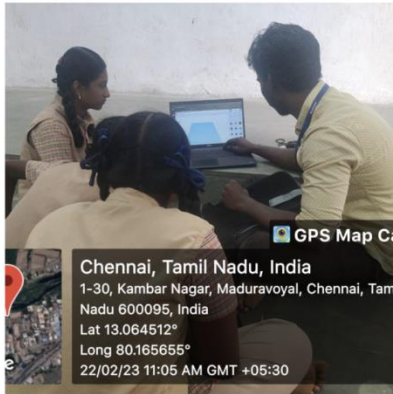 GPS Map Ca
Chennai, Tamil Nadu, India
1-30, Kambar Nagar, Maduravoyal, Chennai, Tam
Nadu 600095, India
Lat 13.064512°
Long 80.165655°
22/02/23 11:05 AM GMT +05:30